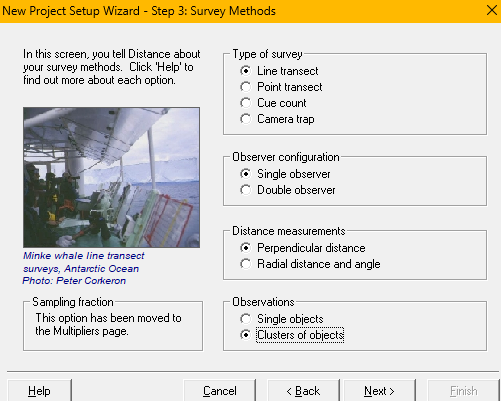 New Project Setup Wizard - Step 3: Survey Methods
In this screen, you tell Distance about
your survey methods. Click 'Help' to
find out more about each option.
Minke whale line transect
surveys, Antarctic Ocean
Photo: Peter Corkeron
Sampling fraction
This option has been moved to
the Multipliers page.
Type of survey
Line transect
Point transect
Cue count
Camera trap
Observer configuration
Single observer
Double observer
Distance measurements
Perpendicular distance
Radial distance and angle
Observations
Single objects
Clusters of objects
Help
Cancel
< Back
Next >
Finish